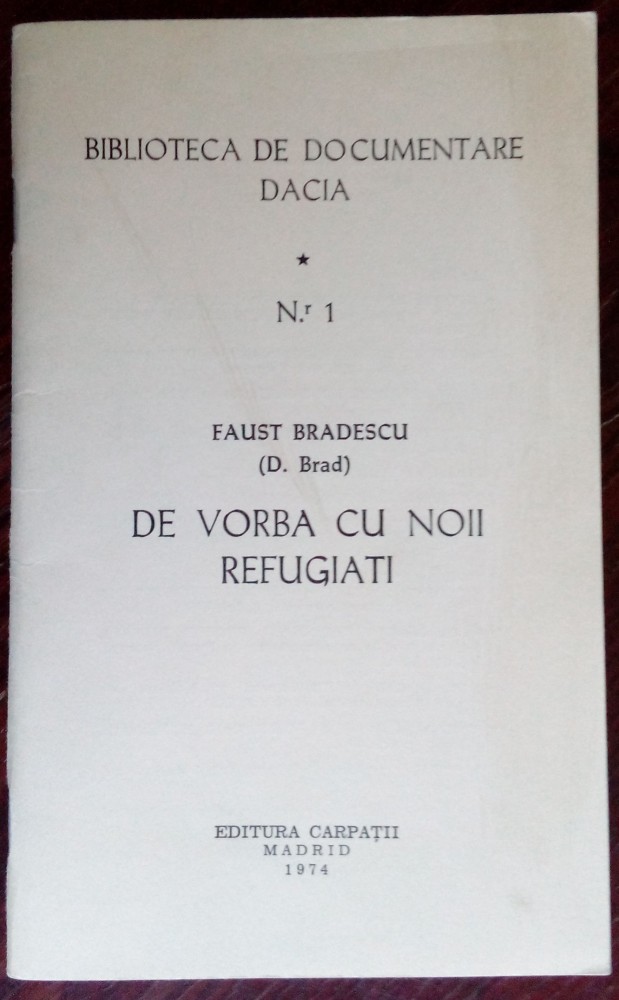 BIBLIOTECA DE DOCUMENTARE
DACIA
★
N.r 1
FAUST BRADESCU
(D. Brad)
DE VORBA CU NOII
REFUGIATI
EDITURA CARPAȚII
MADRID
1974